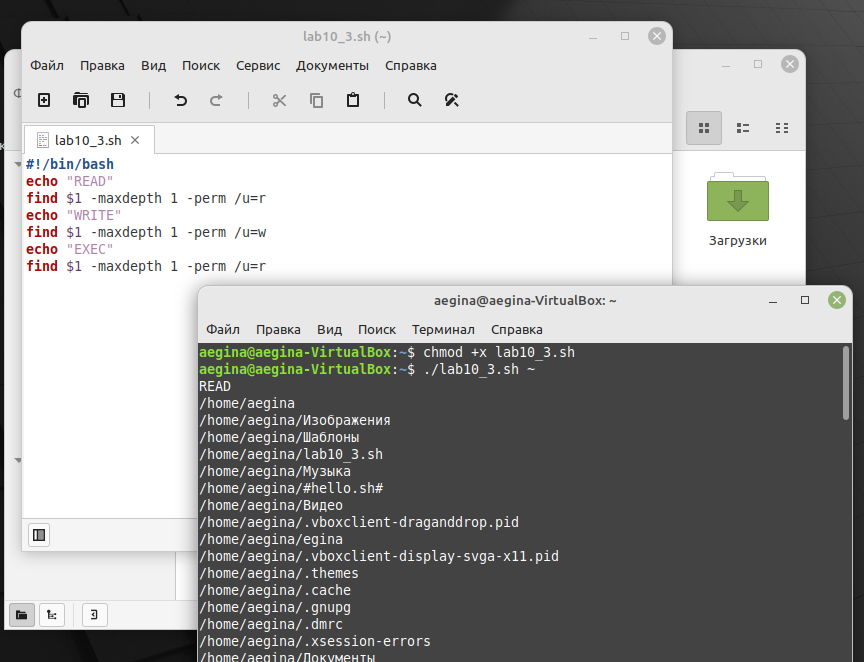 lab10_3.sh (~)
Файл Правка Вид Поиск Сервис Документы Справка
lab10_3.sh
#!/bin/bash
echo "READ"
find $1 -maxdepth 1 -perm /u=r
echo "WRITE"
find $1 -maxdepth 1 -perm /u=w
echo "EXEC"
find $1 -maxdepth 1 -perm /u=r
Загрузки
aegina@aegina-VirtualBox: ~
Файл Правка Вид Поиск Терминал Справка
aegina@aegina-VirtualBox:~$ chmod +x lab10_3.sh
aegina@aegina-VirtualBox:~$ ./lab10_3.sh ~
READ
/home/aegina
/home/aegina/Изображения
/home/aegina/Шаблоны
/home/aegina/lab10_3.sh
/home/aegina/Музыка
/home/aegina/#hello.sh#
/home/aegina/Видео
/home/aegina/.vboxclient-draganddrop.pid
/home/aegina/egina
/home/aegina/.vboxclient-display-svga-x11.pid
/home/aegina/.themes
/home/aegina/.cache
/home/aegina/.gnupg
/home/aegina/.dmrc
/home/aegina/.xsession-errors
/home/aegina/Документы